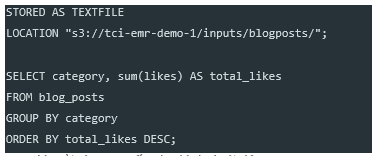 STORED AS TEXTFILE
LOCATION "s3://tci-emr-demo-1/inputs/blogposts/";
SELECT category, sum(likes) AS total_likes
FROM blog_posts
GROUP BY category
ORDER BY total_likes DESC;